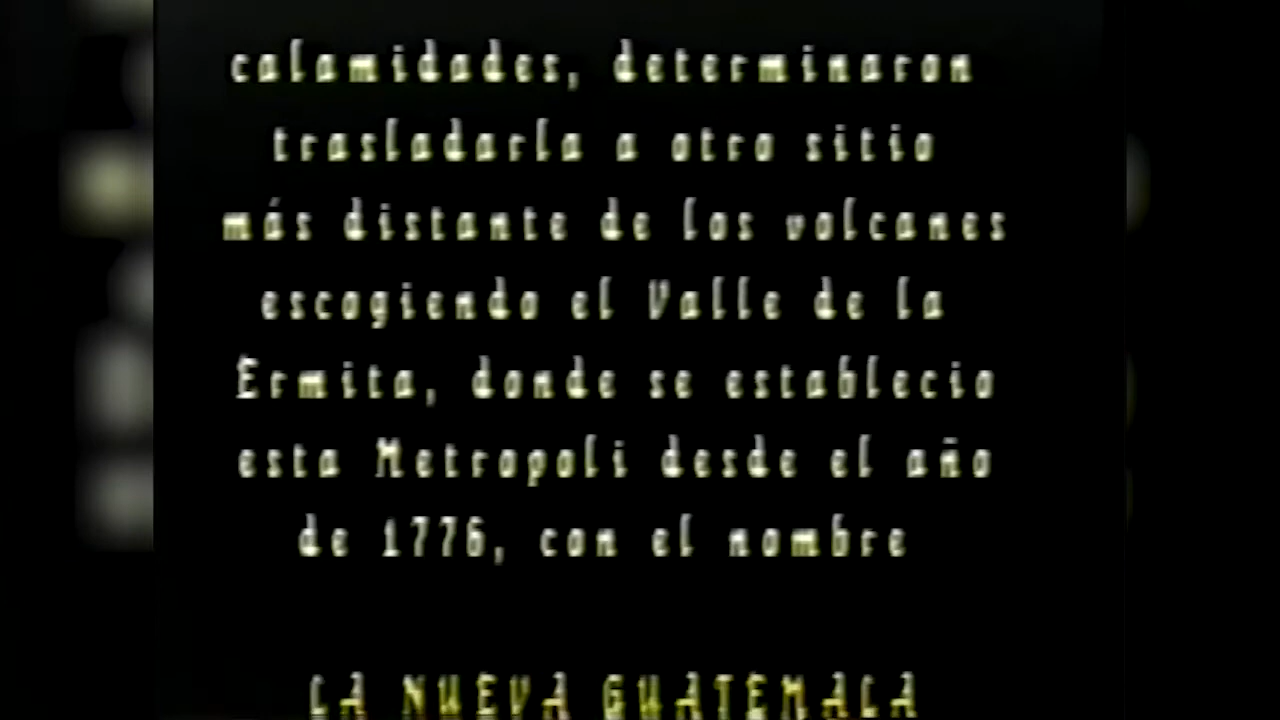 calamidades, determinaron
trasladarla a otro sitio
más distante de los volcanes
escogiendo el Valle de la
Ermita, donde se establecio
esta Metropoli desde el año
de 1776, con el nombre
LA NUEVA GUATEMALA